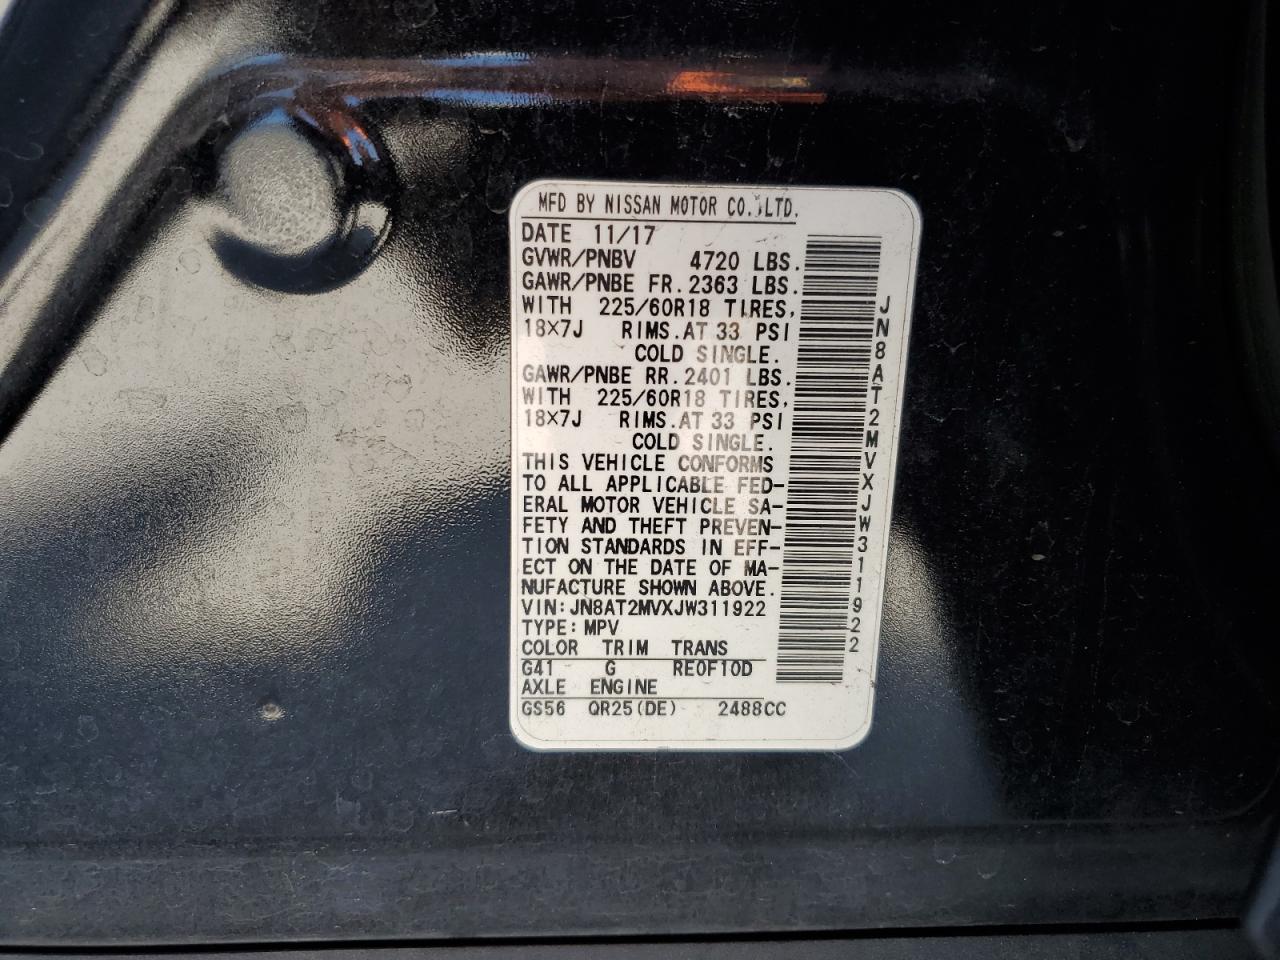 MFD BY NISSAN MOTOR CO.,LTD.
DATE 11/17
GVWR/PNBV 4720 LBS.
GAWR/PNBE FR.2363 LBS.
WITH 225/60R18 TIRES,
18×7J RIMS.AT 33 PSI
COLD SINGLE.
GAWR/PNBE RR.2401 LBS.
WITH 225/60R18 TIRES,
18×7J RIMS.AT 33 PSI
COLD SINGLE.
THIS VEHICLE CONFORMS
TO ALL APPLICABLE FED-
ERAL MOTOR VEHICLE SA-
FETY AND THEFT PREVEN-
TION STANDARDS IN EFF-
ECT ON THE DATE OF MA-
NUFACTURE SHOWN ABOVE.
VIN:JN8AT2MVXJW311922
TYPE:MPV
COLOR TRIM TRANS
G41 G RE0F10D
AXLE ENGINE
GS56 QR25(DE) 2488CC
JN8AT2MVXJW311922